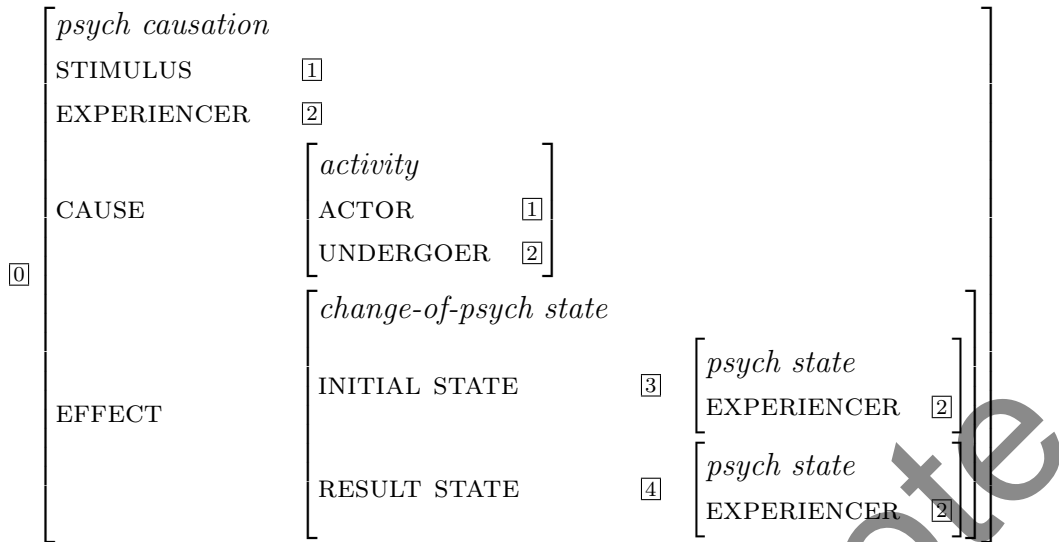 psych causation
STIMULUS 1
EXPERIENCER 2
activity
CAUSE ACTOR 1
UNDERGOER 2
0
change-of-psych state
psych state
INITIAL STATE 3
EXPERIENCER 2
EFFECT
psych state
RESULT STATE 4
EXPERIENCER 2
ote